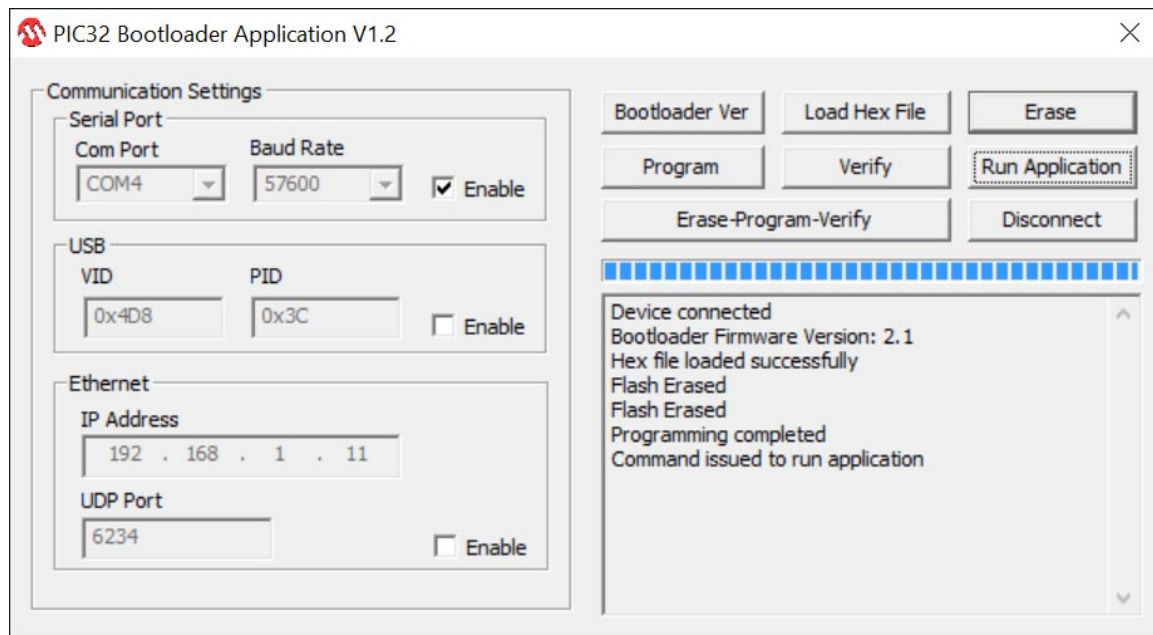 PIC32 Bootloader Application V1.2
Communication Settings
Serial Port
Com Port Baud Rate
COM4 57600 Enable
USB
VID PID
0x4D8 0x3C Enable
Ethernet
IP Address
192 . 168 . 1 . 11
UDP Port
6234 Enable
Bootloader Ver Load Hex File Erase
Program Verify Run Application
Erase-Program-Verify Disconnect
Device connected
Bootloader Firmware Version: 2.1
Hex file loaded successfully
Flash Erased
Flash Erased
Programming completed
Command issued to run application